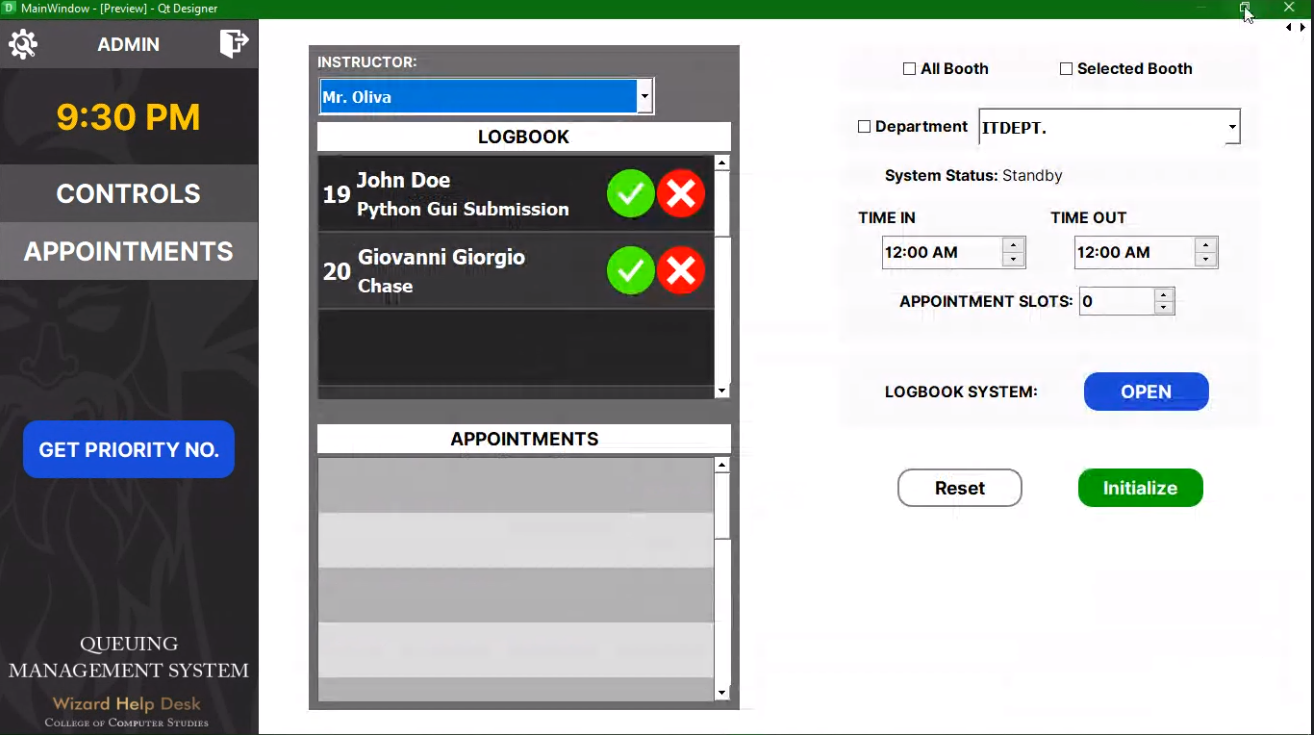 MainWindow - [Preview] - Qt Designer
ADMIN
9:30 PM
CONTROLS
APPOINTMENTS
GET PRIORITY NO.
QUEUING
MANAGEMENT SYSTEM
Wizard Help Desk
COLLEGE OF COMPUTER STUDIES
INSTRUCTOR:
Mr. Oliva
LOGBOOK
19
John Doe
Python Gui Submission
20
Giovanni Giorgio
Chase
APPOINTMENTS
All Booth
Selected Booth
Department
ITDEPT.
System Status: Standby
TIME IN
TIME OUT
12:00 AM
12:00 AM
APPOINTMENT SLOTS: 0
LOGBOOK SYSTEM:
OPEN
Reset
Initialize